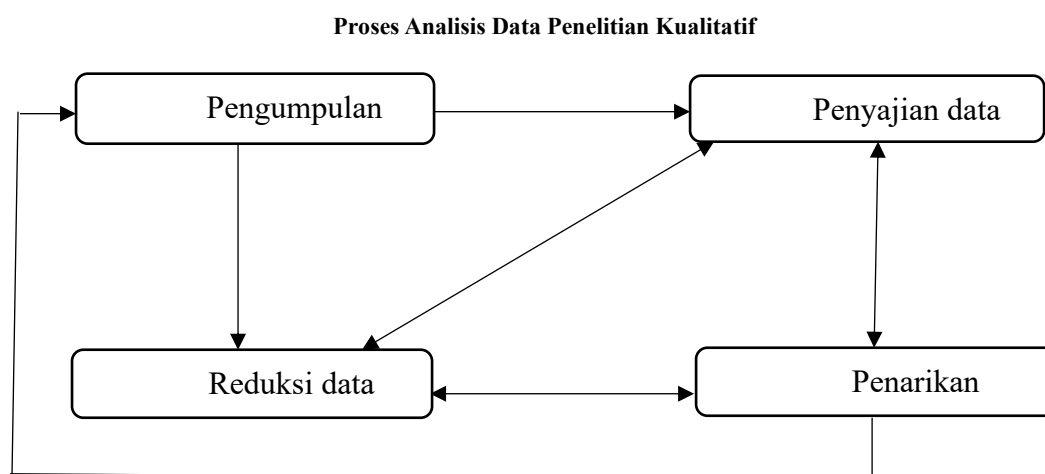 Proses Analisis Data Penelitian Kualitatif
Pengumpulan
Penyajian data
Reduksi data
Penarikan